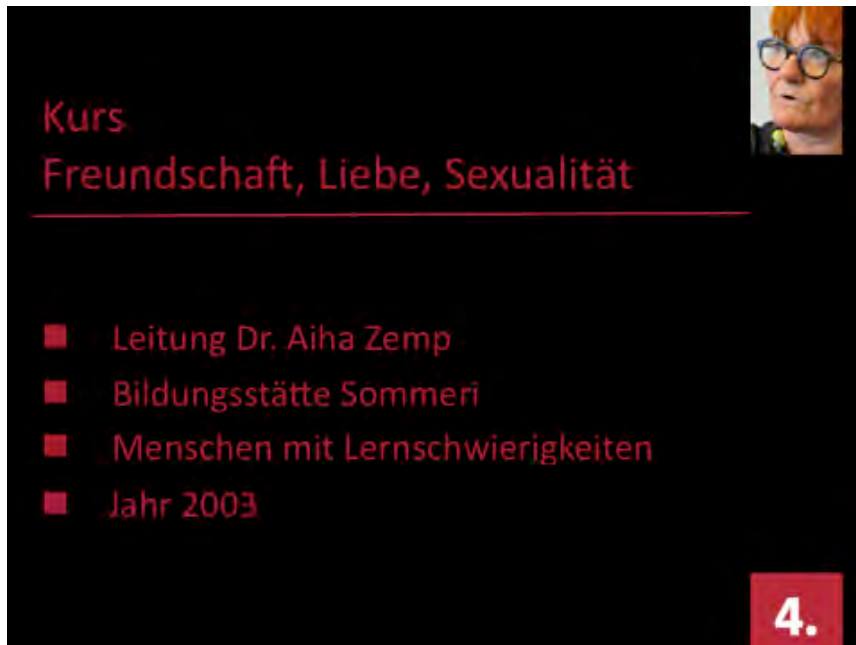 Kurs
Freundschaft, Liebe, Sexualität
Leitung Dr. Aiha Zemp
Bildungsstätte Sommeri
Menschen mit Lernschwierigkeiten
Jahr 2003
4.